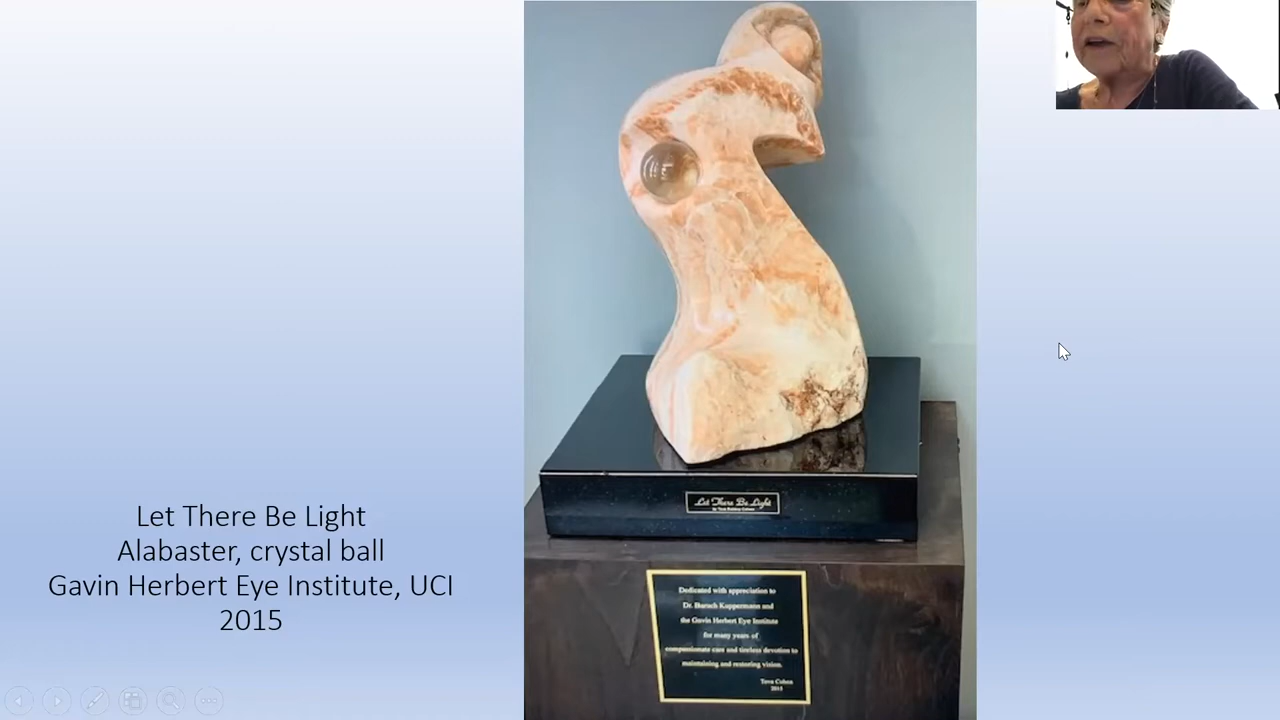 Let There Be Light
Alabaster, crystal ball
Gavin Herbert Eye Institute, UCI
2015
Let There Be Light
Dedicated with appreciation to
Dr. Baruch Kuppermann and
the Gavin Herbert Eye Institute
for many years of
compassionate care and tireless devotion to
maintaining and restoring vision.
Tova Cohen
2015